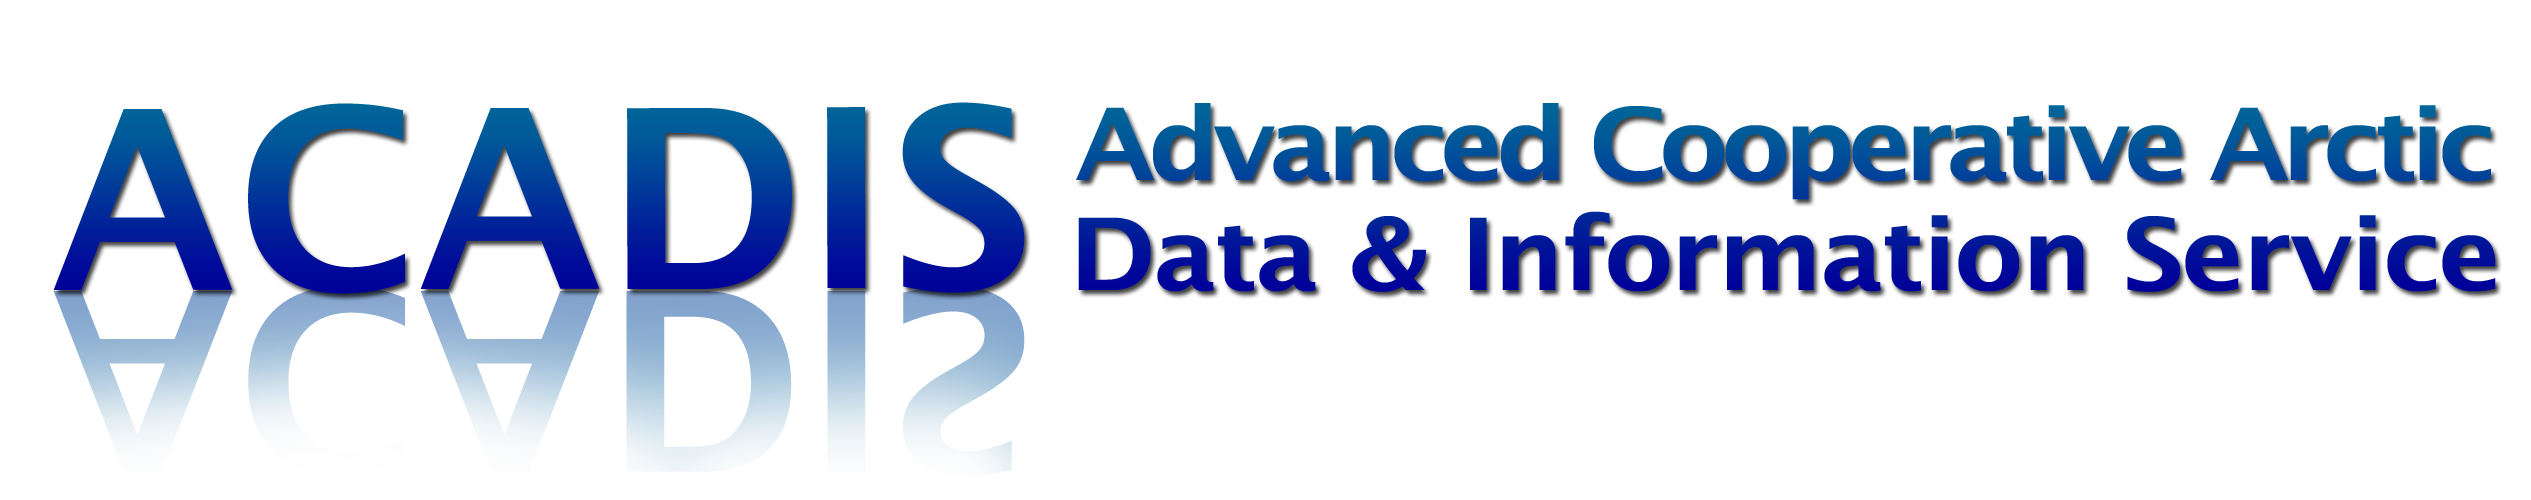 ACADIS
Advanced Cooperative Arctic
Data & Information Service